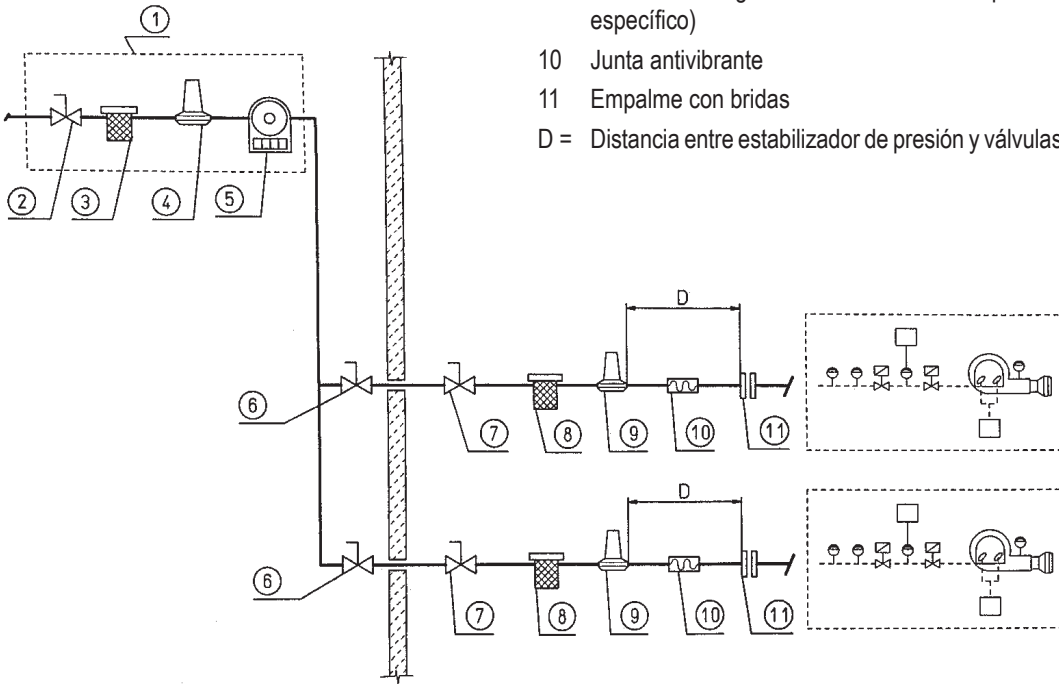 específico)
10 Junta antivibrante
11 Empalme con bridas
D = Distancia entre estabilizador de presión y válvulas
1
2
3
4
5
D
6
7
8
9
10
11
D
6
7
8
9
10
11